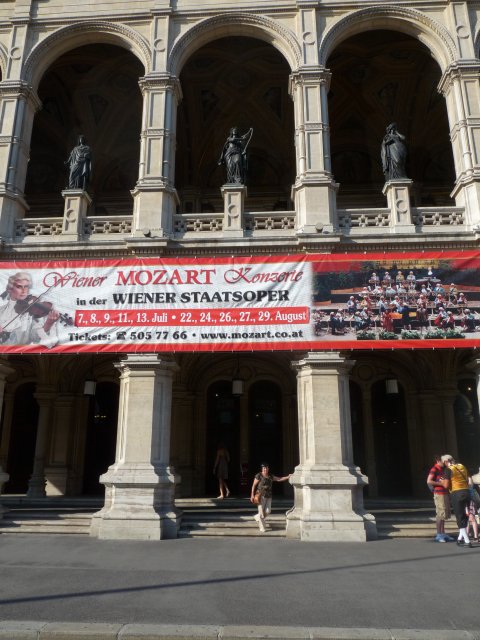 Wiener MOZART Konzerte
in der WIENER STAATSOPER
7., 8., 9., 11., 13. Juli • 22., 24., 26., 27., 29. August
Tickets: ☎ 505 77 66 • www.mozart.co.at